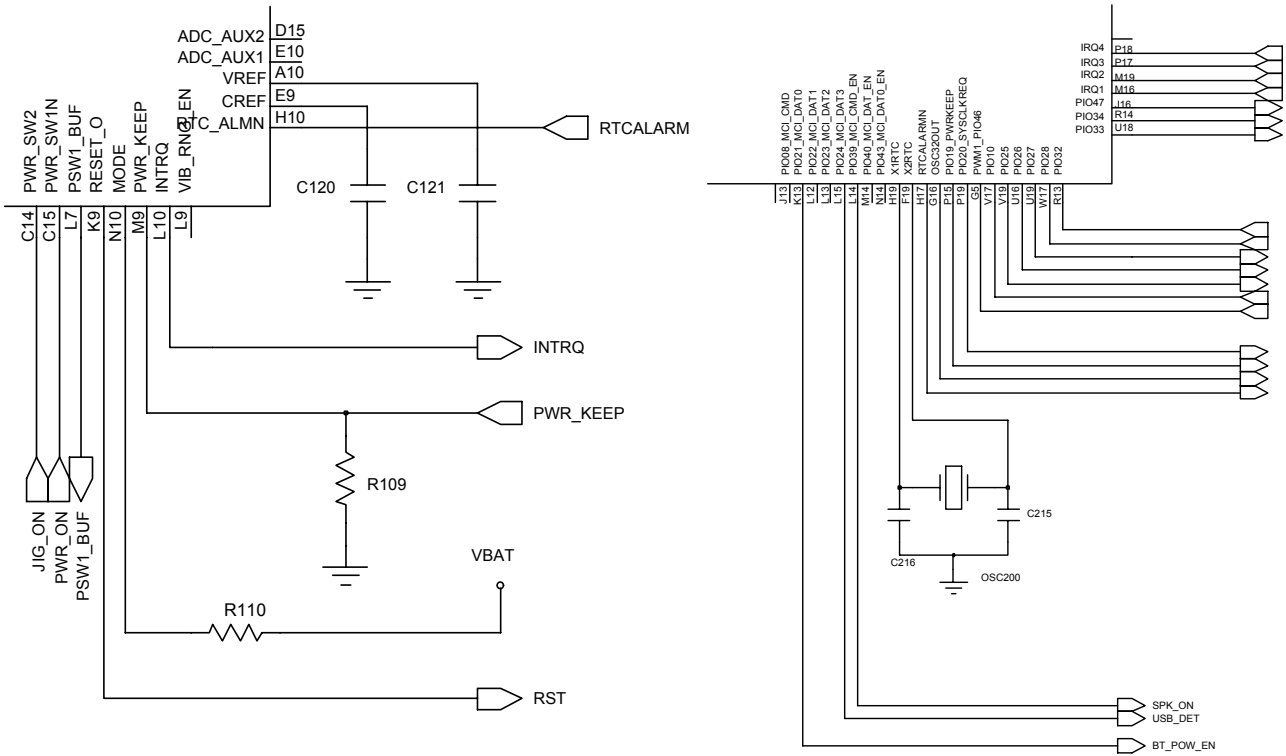 ADC_AUX2 D15
ADC_AUX1 E10
VREF A10
CREF E9
RTC_ALMN H10
RTCALARM
PWR_SW2
PWR_SW1N
PSW1_BUF
RESET_O
MODE
PWR_KEEP
INTRQ
VIB_RNG_EN
C14
C15
L7
K9
N10
M9
L10
L9
C120
C121
INTRQ
PWR_KEEP
R109
JIG_ON
PWR_ON
PSW1_BUF
VBAT
R110
RST
IRQ4 P18
IRQ3 P17
IRQ2 M19
IRQ1 M16
PIO47 J16
PIO34 R14
PIO33 U18
PIO08_MCI_CMD
PIO21_MCI_DAT0
PIO22_MCI_DAT1
PIO23_MCI_DAT2
PIO24_MCI_DAT3
PIO39_MCI_CMD_EN
PIO40_MCI_DAT_EN
PIO43_MCI_DAT0_EN
X1RTC
X2RTC
RTCALARMN
OSC32OUT
PIO19_PWRKEEP
PIO20_SYSCLKREQ
PWM1_PIO46
PIO10
PIO25
PIO26
PIO27
PIO28
PIO32
J13
K13
L12
L13
L15
L14
M14
N14
H19
F19
H17
G16
P15
P19
G5
V17
V19
U16
U19
W17
R13
C215
C216
OSC200
SPK_ON
USB_DET
BT_POW_EN